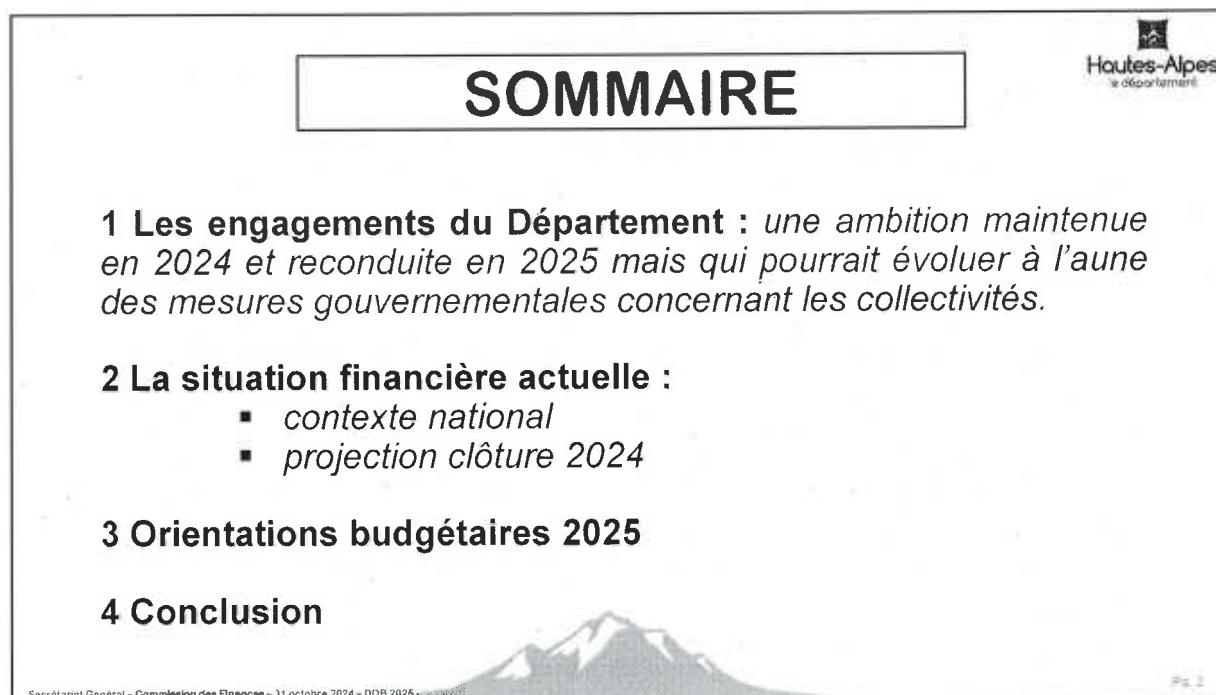 SOMMAIRE
Hautes-Alpes
le département
1 Les engagements du Département : une ambition maintenue
en 2024 et reconduite en 2025 mais qui pourrait évoluer à l'aune
des mesures gouvernementales concernant les collectivités.
2 La situation financière actuelle :
▪ contexte national
▪ projection clôture 2024
3 Orientations budgétaires 2025
4 Conclusion
Secrétariat Général – Commission des Finances – 31 octobre 2024 – DOB 2025
Pg. 2